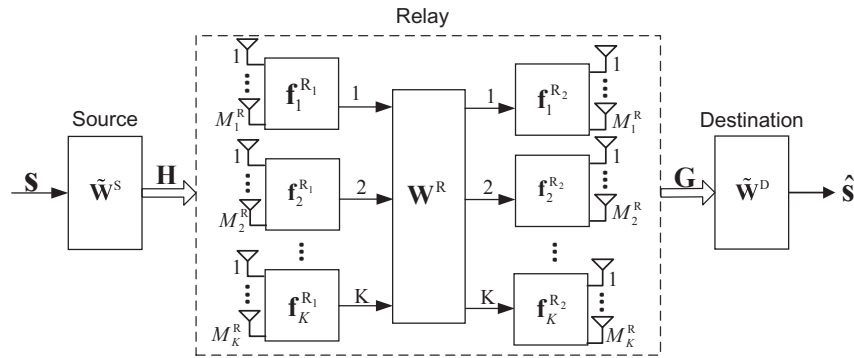 Relay
Source
Destination
s
W̃^S
H
1
M_1^R
f_1^{R_1}
1
1
M_2^R
f_2^{R_1}
2
1
M_K^R
f_K^{R_1}
K
W^R
1
f_1^{R_2}
1
M_1^R
2
f_2^{R_2}
1
M_2^R
K
f_K^{R_2}
1
M_K^R
G
W̃^D
ŝ